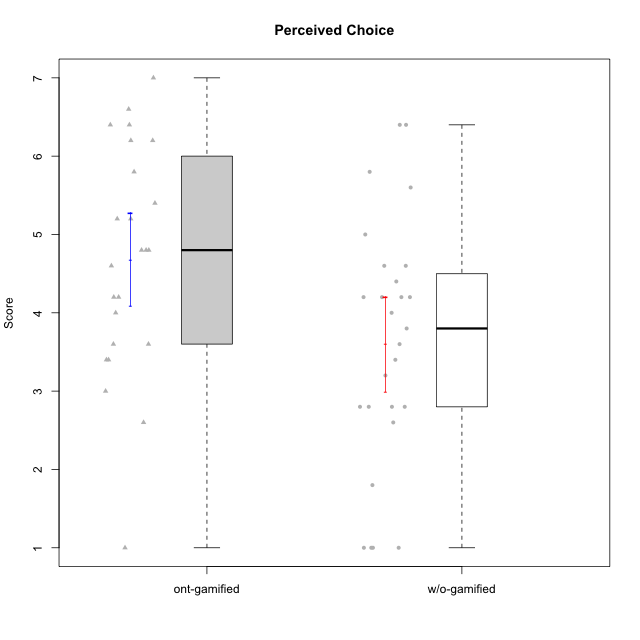 Perceived Choice
Score
7
6
5
4
3
2
1
ont-gamified
w/o-gamified